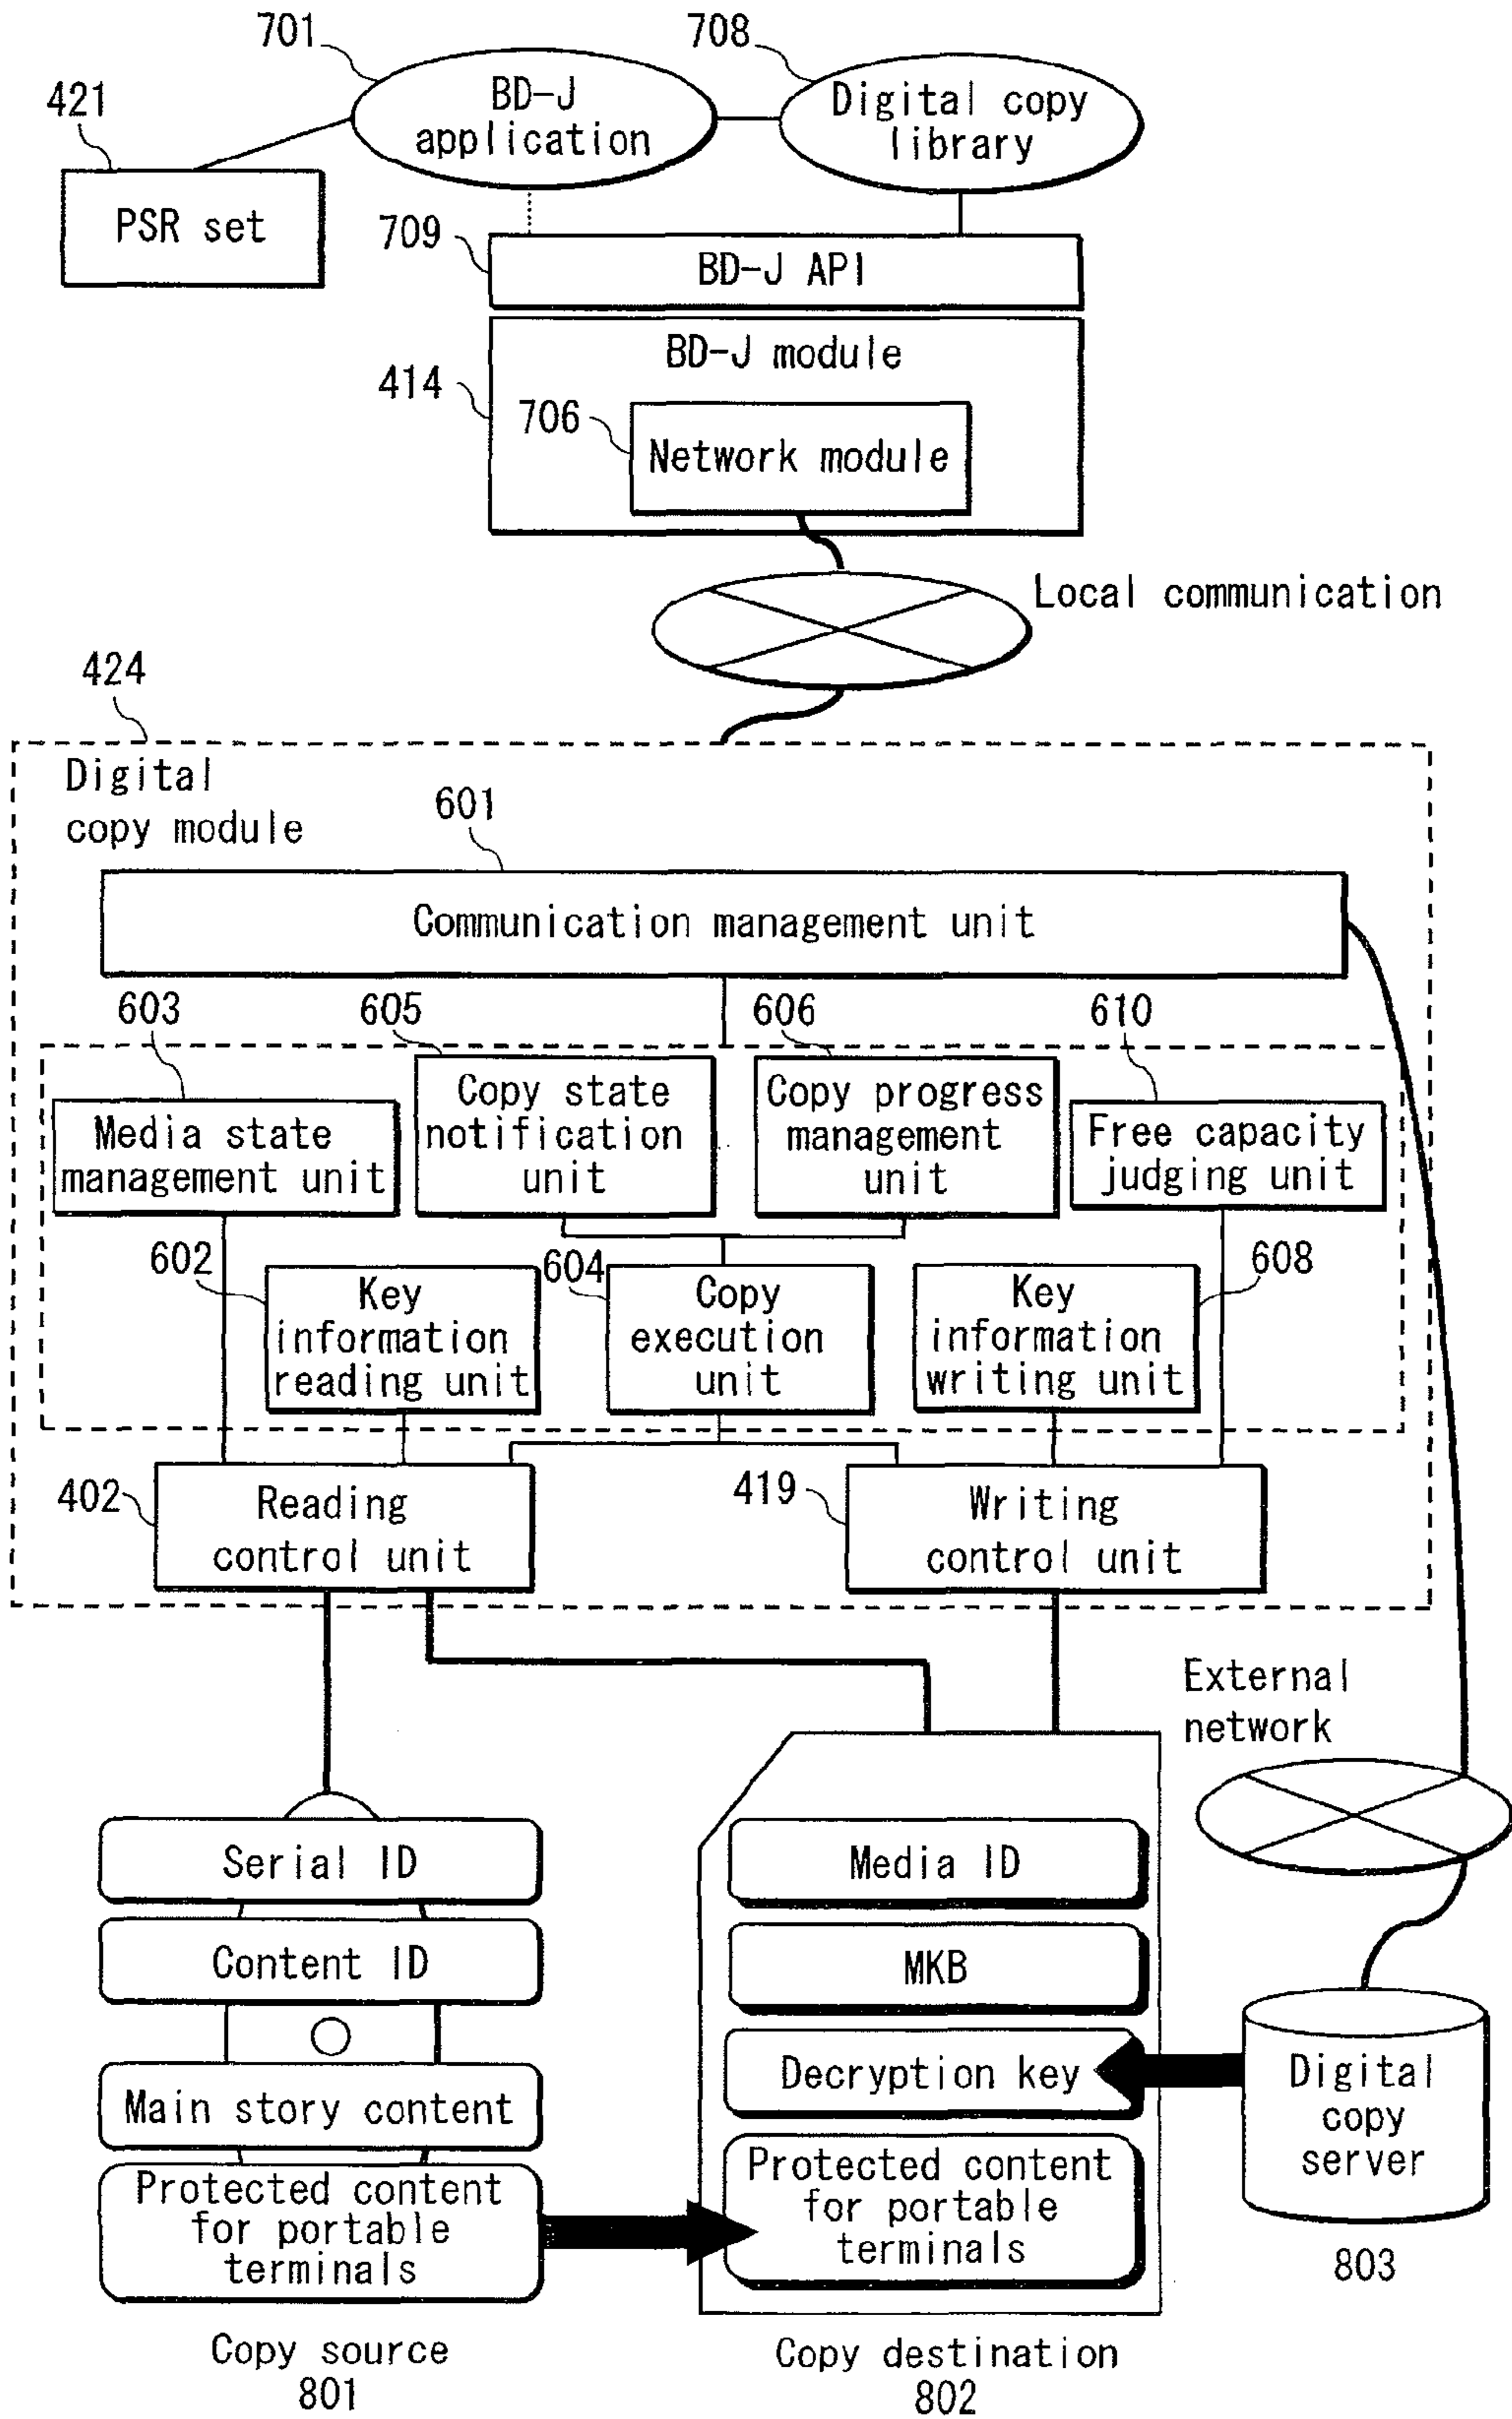 701
708
BD-J
application
Digital copy
library
421
PSR set
709
BD-J API
BD-J module
414
706
Network module
Local communication
424
Digital
copy module
601
Communication management unit
603
605
606
610
Media state
management unit
Copy state
notification
unit
Copy progress
management
unit
Free capacity
judging unit
602
604
608
Key
information
reading unit
Copy
execution
unit
Key
information
writing unit
402
Reading
control unit
419
Writing
control unit
External
network
Serial ID
Content ID
Main story content
Protected content
for portable
terminals
Copy source
801
Media ID
MKB
Decryption key
Protected content
for portable
terminals
Copy destination
802
Digital
copy
server
803